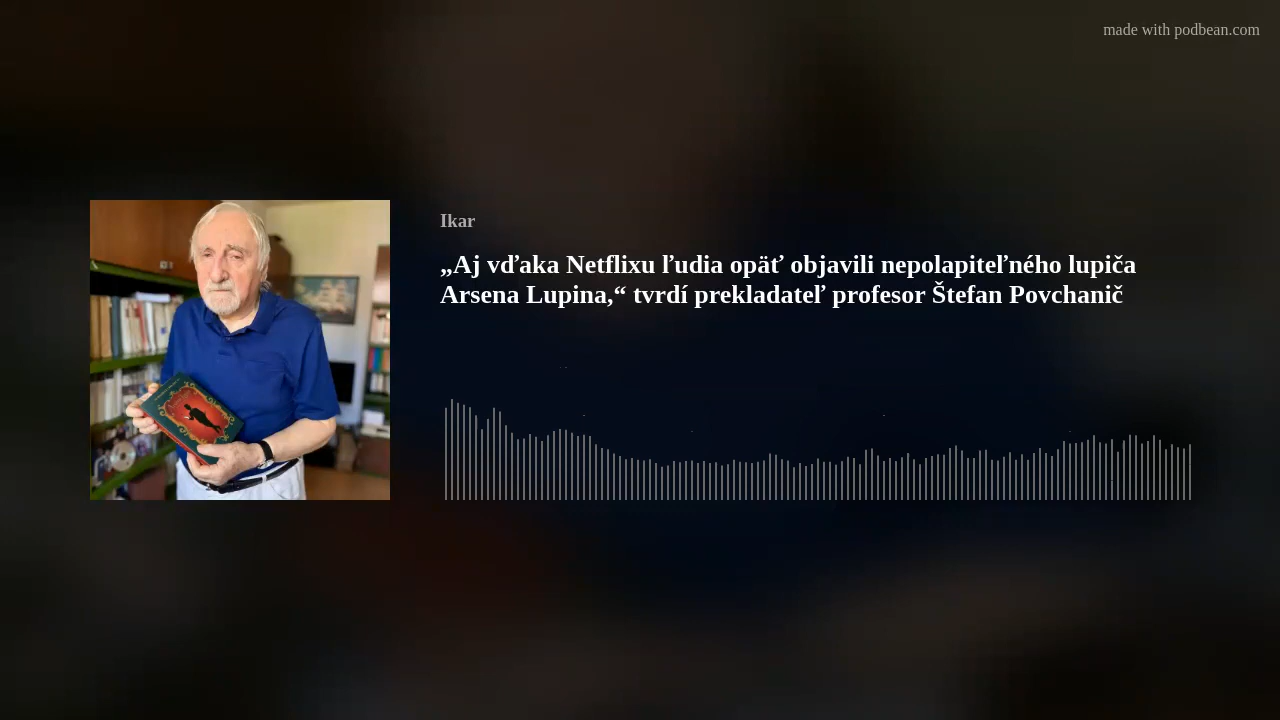 made with podbean.com
Ikar
„Aj vďaka Netflixu ľudia opäť objavili nepolapiteľného lupiča
Arsena Lupina,“ tvrdí prekladateľ profesor Štefan Povchanič